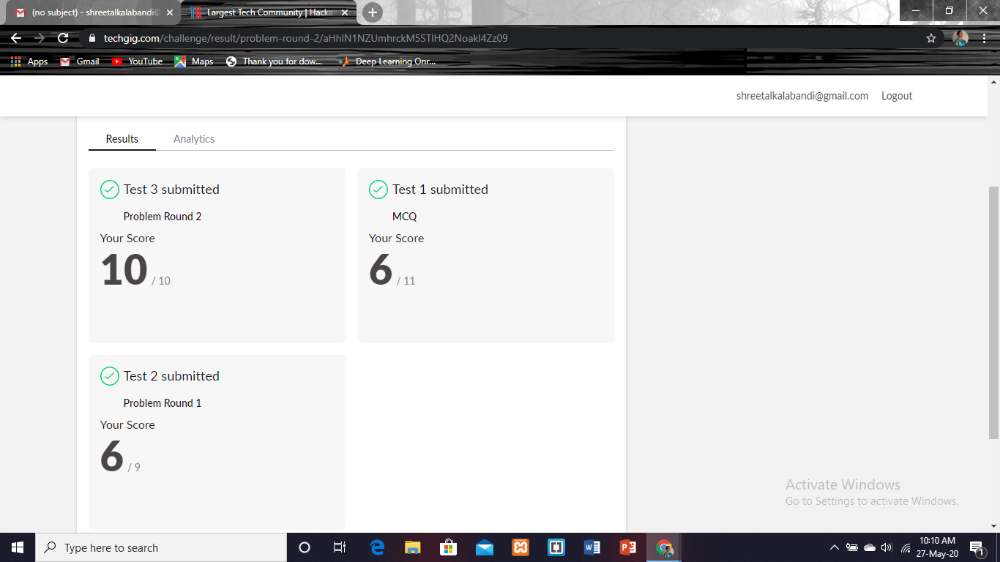 (no subject) - shreetalkalabandi@
Largest Tech Community | Hacka
techgig.com/challenge/result/problem-round-2/
Apps Gmail YouTube Maps Thank you for dow... Deep Learning Onr...
shreetalkalabandi@gmail.com Logout
Results Analytics
Test 3 submitted
Problem Round 2
Your Score
10 / 10
Test 1 submitted
MCQ
Your Score
6 / 11
Test 2 submitted
Problem Round 1
Your Score
6 / 9
Activate Windows
Go to Settings to activate Windows.
Type here to search
10:10 AM
27-May-20
1